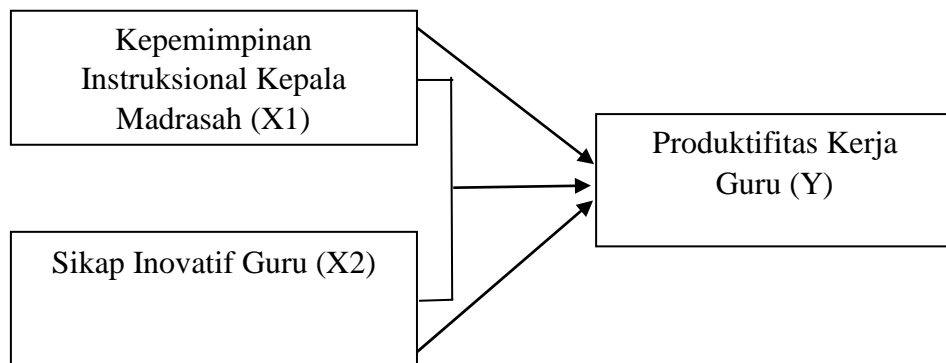 Kepemimpinan
Instruksional Kepala
Madrasah (X1)
Produktifitas Kerja
Guru (Y)
Sikap Inovatif Guru (X2)